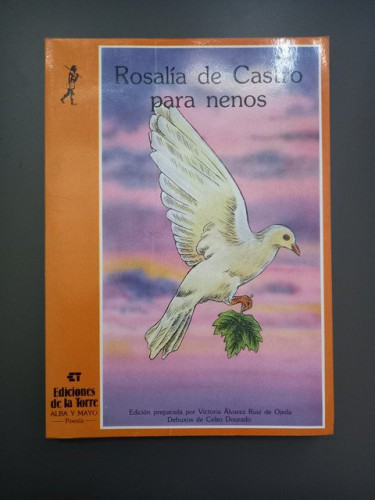 Rosalía de Castro
para nenos
Ediciones
de la Torre
ALBA Y MAYO
Poesía
Edición preparada por Victoria Álvarez Ruiz de Ojeda
Debuxos de Celso Dourado